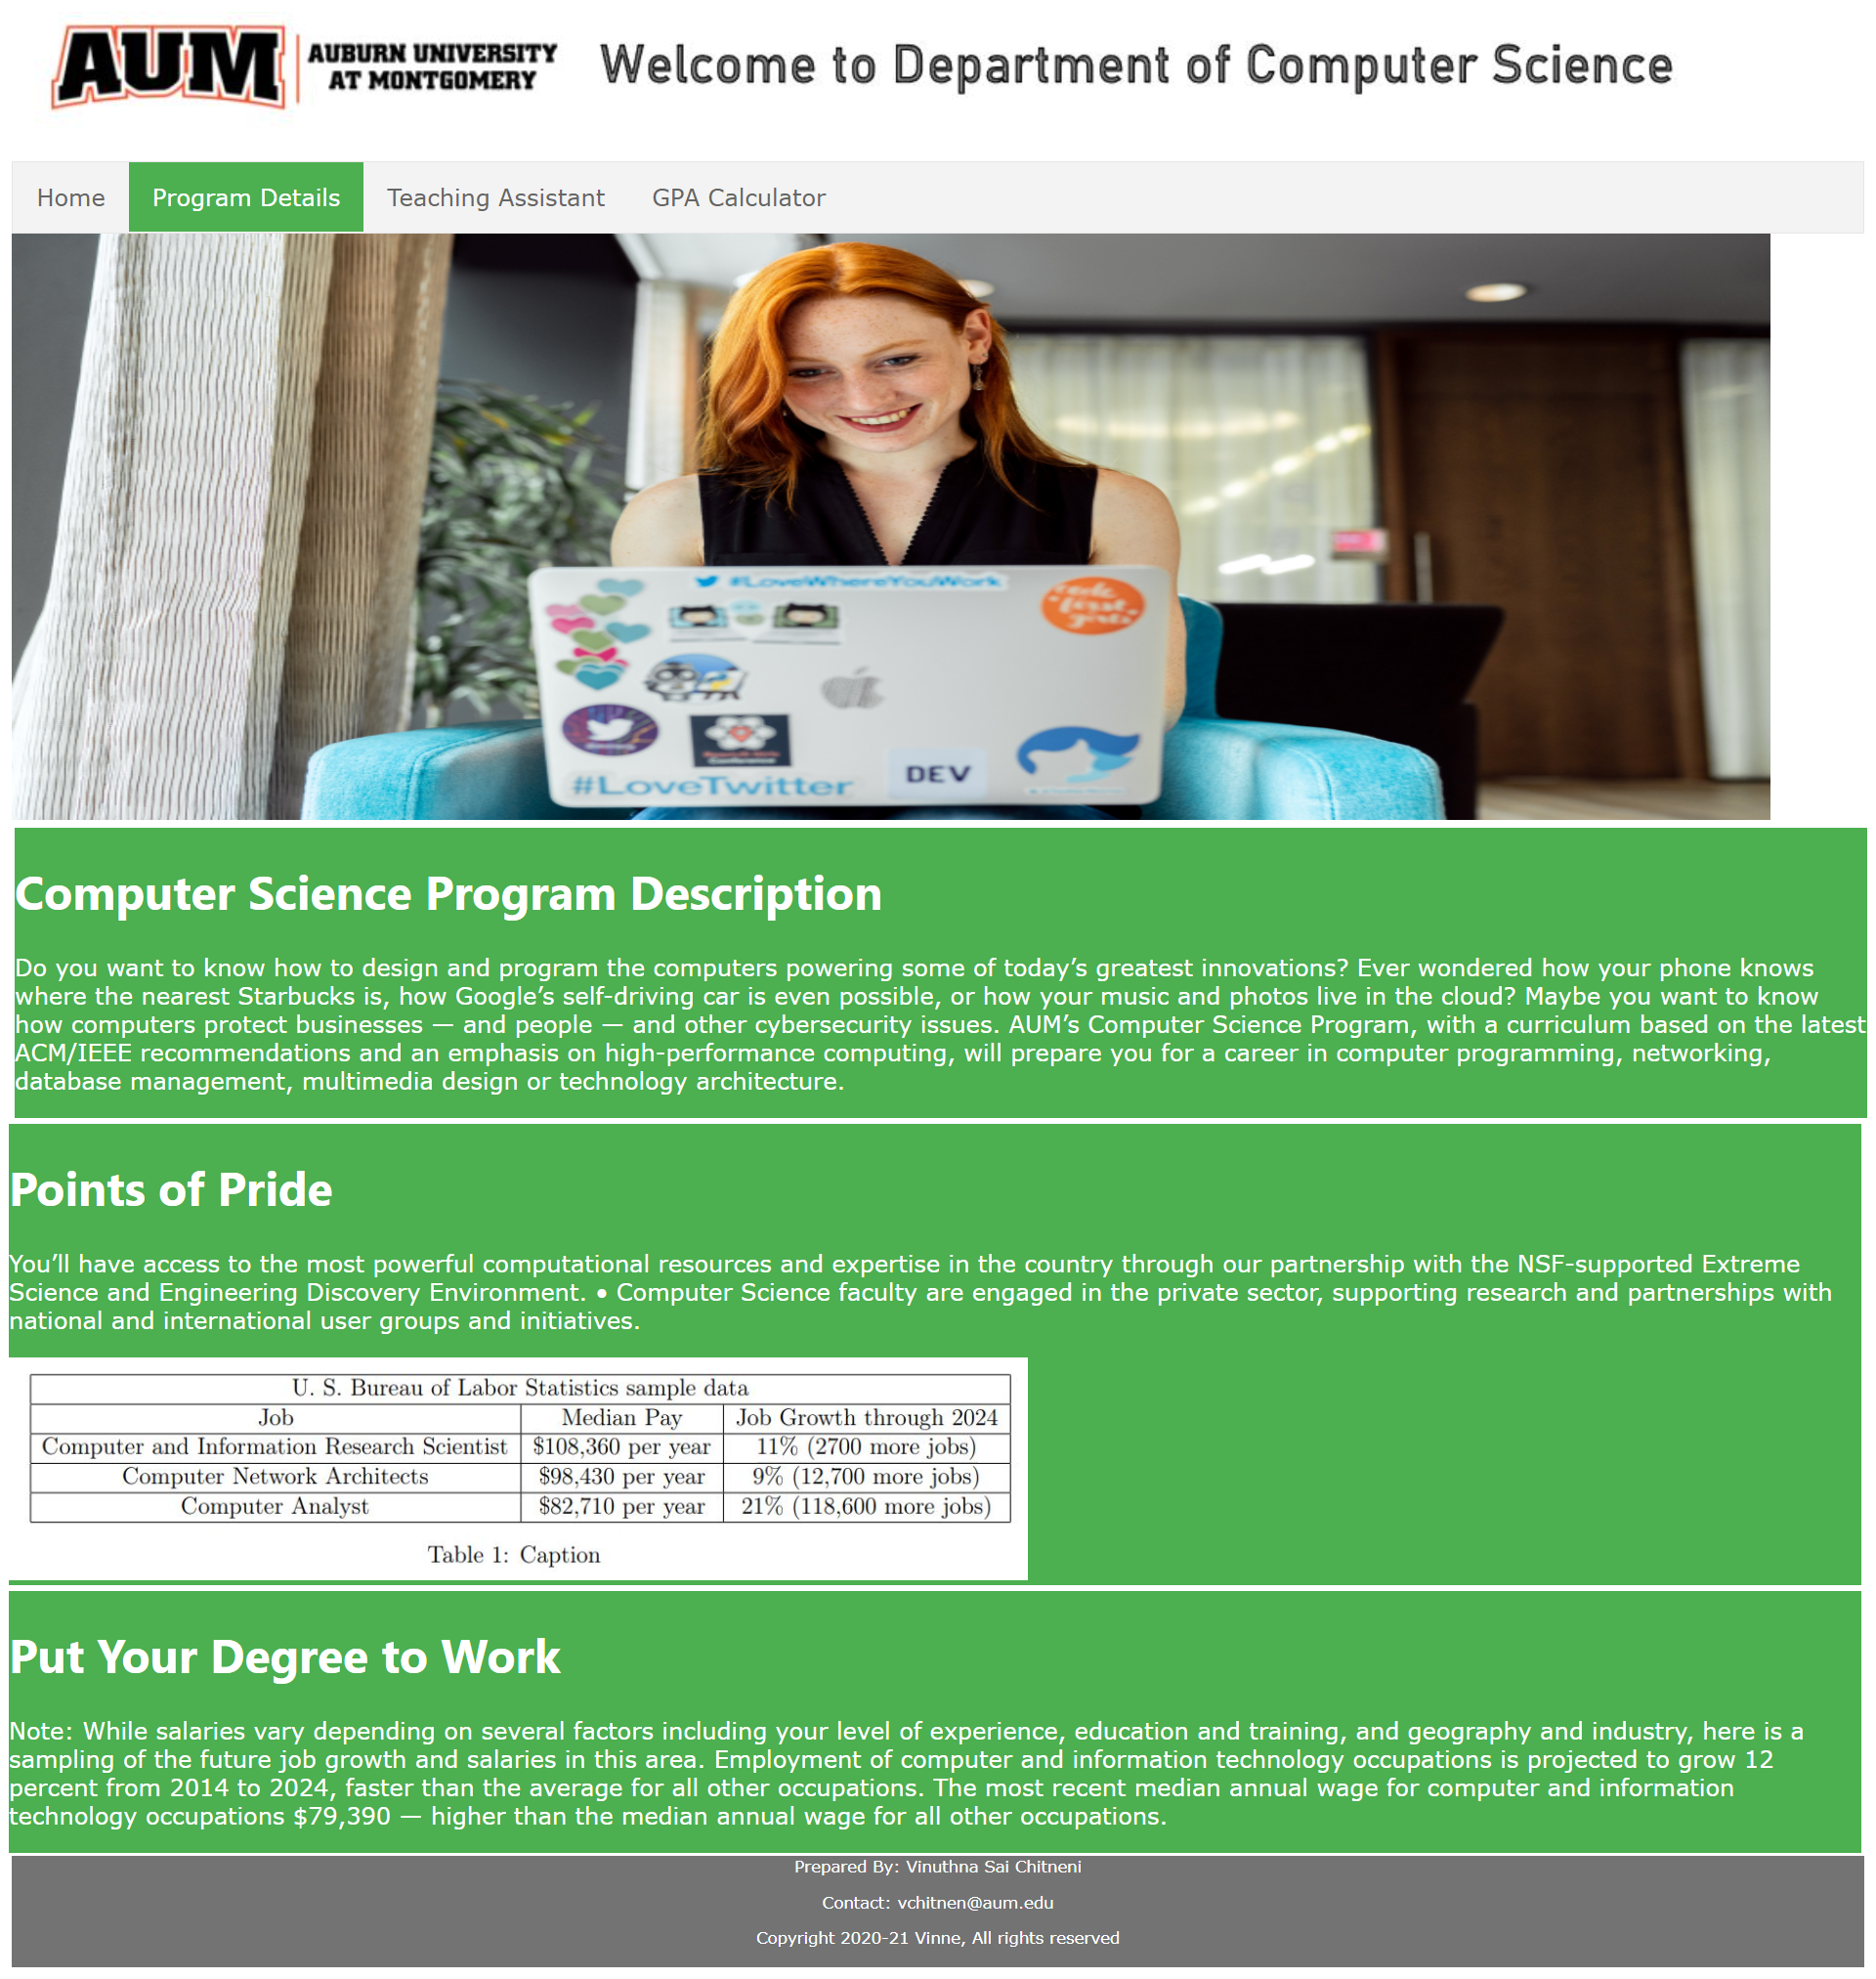 AUM
AUBURN UNIVERSITY
AT MONTGOMERY
Welcome to Department of Computer Science
Home Program Details Teaching Assistant GPA Calculator
#LoveWhereYouWork
code
first
girls
DEV
#LoveTwitter
Computer Science Program Description
Do you want to know how to design and program the computers powering some of today’s greatest innovations? Ever wondered how your phone knows
where the nearest Starbucks is, how Google’s self-driving car is even possible, or how your music and photos live in the cloud? Maybe you want to know
how computers protect businesses — and people — and other cybersecurity issues. AUM’s Computer Science Program, with a curriculum based on the latest
ACM/IEEE recommendations and an emphasis on high-performance computing, will prepare you for a career in computer programming, networking,
database management, multimedia design or technology architecture.
Points of Pride
You’ll have access to the most powerful computational resources and expertise in the country through our partnership with the NSF-supported Extreme
Science and Engineering Discovery Environment. • Computer Science faculty are engaged in the private sector, supporting research and partnerships with
national and international user groups and initiatives.
U. S. Bureau of Labor Statistics sample data
Job Median Pay Job Growth through 2024
Computer and Information Research Scientist $108,360 per year 11% (2700 more jobs)
Computer Network Architects $98,430 per year 9% (12,700 more jobs)
Computer Analyst $82,710 per year 21% (118,600 more jobs)
Table 1: Caption
Put Your Degree to Work
Note: While salaries vary depending on several factors including your level of experience, education and training, and geography and industry, here is a
sampling of the future job growth and salaries in this area. Employment of computer and information technology occupations is projected to grow 12
percent from 2014 to 2024, faster than the average for all other occupations. The most recent median annual wage for computer and information
technology occupations $79,390 — higher than the median annual wage for all other occupations.
Prepared By: Vinuthna Sai Chitneni
Contact: vchitnen@aum.edu
Copyright 2020-21 Vinne, All rights reserved